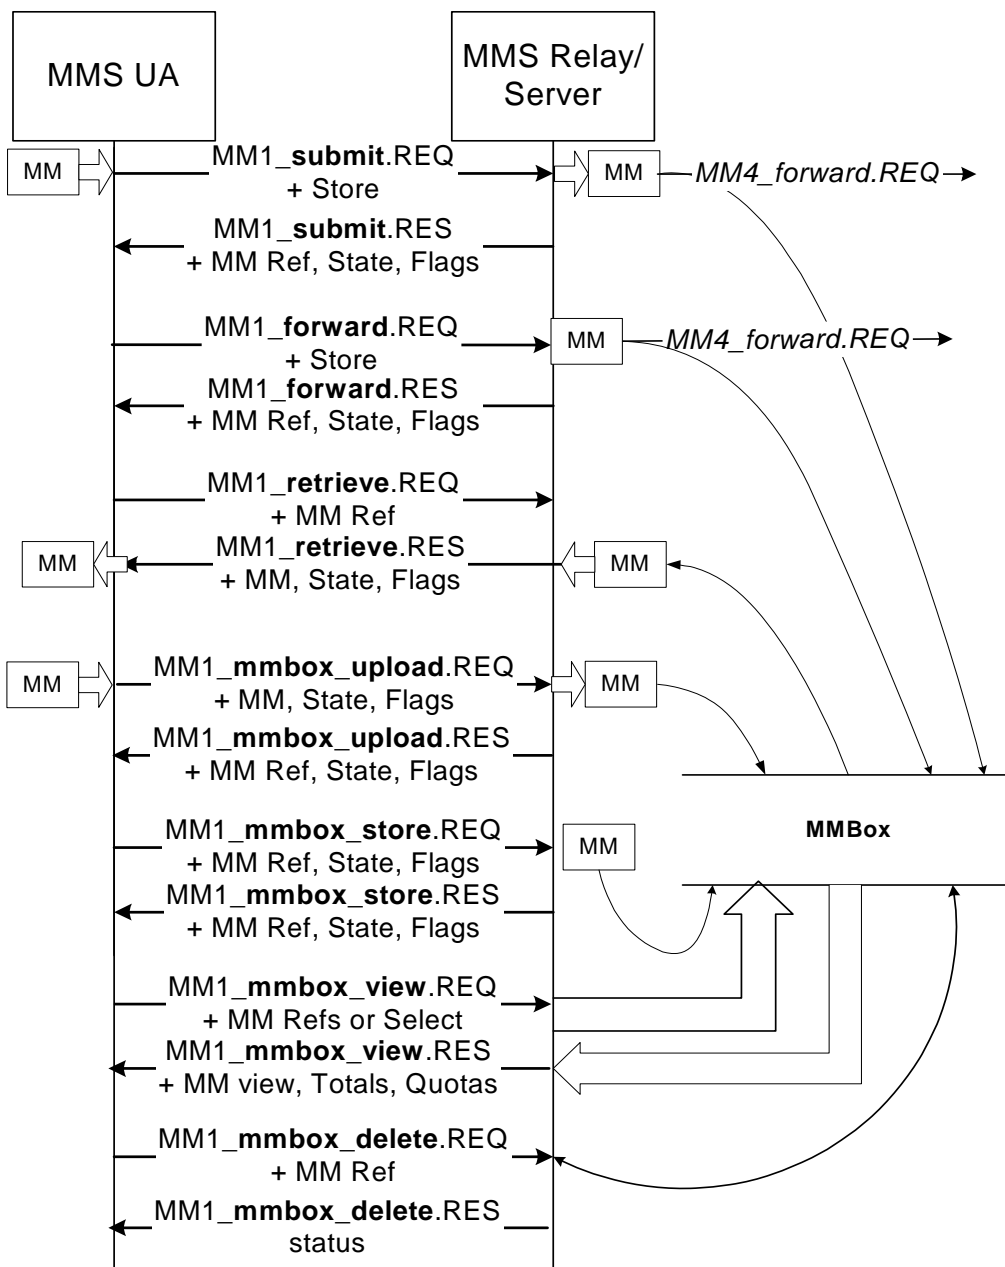 MMS UA
MMS Relay/
Server
MM
MM1_submit.REQ
+ Store
MM
MM4_forward.REQ
MM1_submit.RES
+ MM Ref, State, Flags
MM1_forward.REQ
+ Store
MM
MM4_forward.REQ
MM1_forward.RES
+ MM Ref, State, Flags
MM1_retrieve.REQ
+ MM Ref
MM
MM1_retrieve.RES
+ MM, State, Flags
MM
MM
MM1_mmbox_upload.REQ
+ MM, State, Flags
MM
MM1_mmbox_upload.RES
+ MM Ref, State, Flags
MMBox
MM1_mmbox_store.REQ
+ MM Ref, State, Flags
MM
MM1_mmbox_store.RES
+ MM Ref, State, Flags
MM1_mmbox_view.REQ
+ MM Refs or Select
MM1_mmbox_view.RES
+ MM view, Totals, Quotas
MM1_mmbox_delete.REQ
+ MM Ref
MM1_mmbox_delete.RES
status